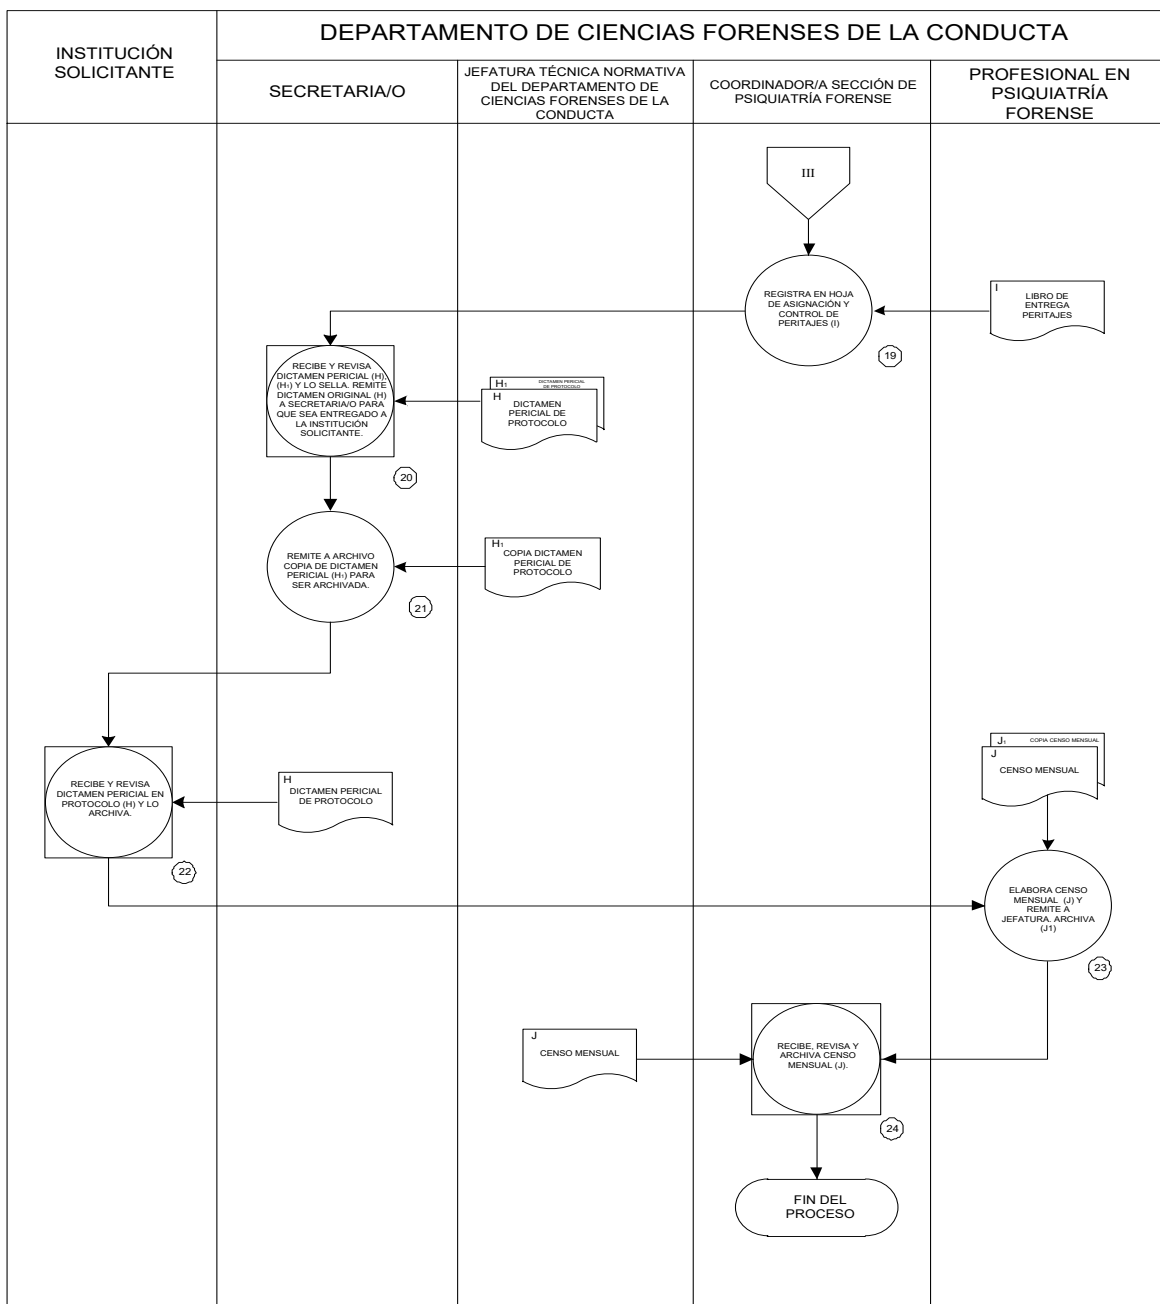 DEPARTAMENTO DE CIENCIAS FORENSES DE LA CONDUCTA
INSTITUCIÓN
SOLICITANTE
SECRETARIA/O
JEFATURA TÉCNICA NORMATIVA
DEL DEPARTAMENTO DE
CIENCIAS FORENSES DE LA
CONDUCTA
COORDINADOR/A SECCIÓN DE
PSIQUIATRÍA FORENSE
PROFESIONAL EN
PSIQUIATRÍA
FORENSE
III
REGISTRA EN HOJA
DE ASIGNACIÓN Y
CONTROL DE
PERITAJES (I)
19
I
LIBRO DE
ENTREGA
PERITAJES
RECIBE Y REVISA
DICTAMEN PERICIAL (H),
(H1) Y LO SELLA. REMITE
DICTAMEN ORIGINAL (H)
A SECRETARIA/O PARA
QUE SEA ENTREGADO A
LA INSTITUCIÓN
SOLICITANTE.
20
H1
DICTAMEN PERICIAL
DE PROTOCOLO
H
DICTAMEN
PERICIAL DE
PROTOCOLO
REMITE A ARCHIVO
COPIA DE DICTAMEN
PERICIAL (H1) PARA
SER ARCHIVADA.
21
H1
COPIA DICTAMEN
PERICIAL DE
PROTOCOLO
RECIBE Y REVISA
DICTAMEN PERICIAL EN
PROTOCOLO (H) Y LO
ARCHIVA.
22
H
DICTAMEN PERICIAL
DE PROTOCOLO
J1
COPIA CENSO MENSUAL
J
CENSO MENSUAL
ELABORA CENSO
MENSUAL (J) Y
REMITE A
JEFATURA. ARCHIVA
(J1)
23
J
CENSO MENSUAL
RECIBE, REVISA Y
ARCHIVA CENSO
MENSUAL (J).
24
FIN DEL
PROCESO